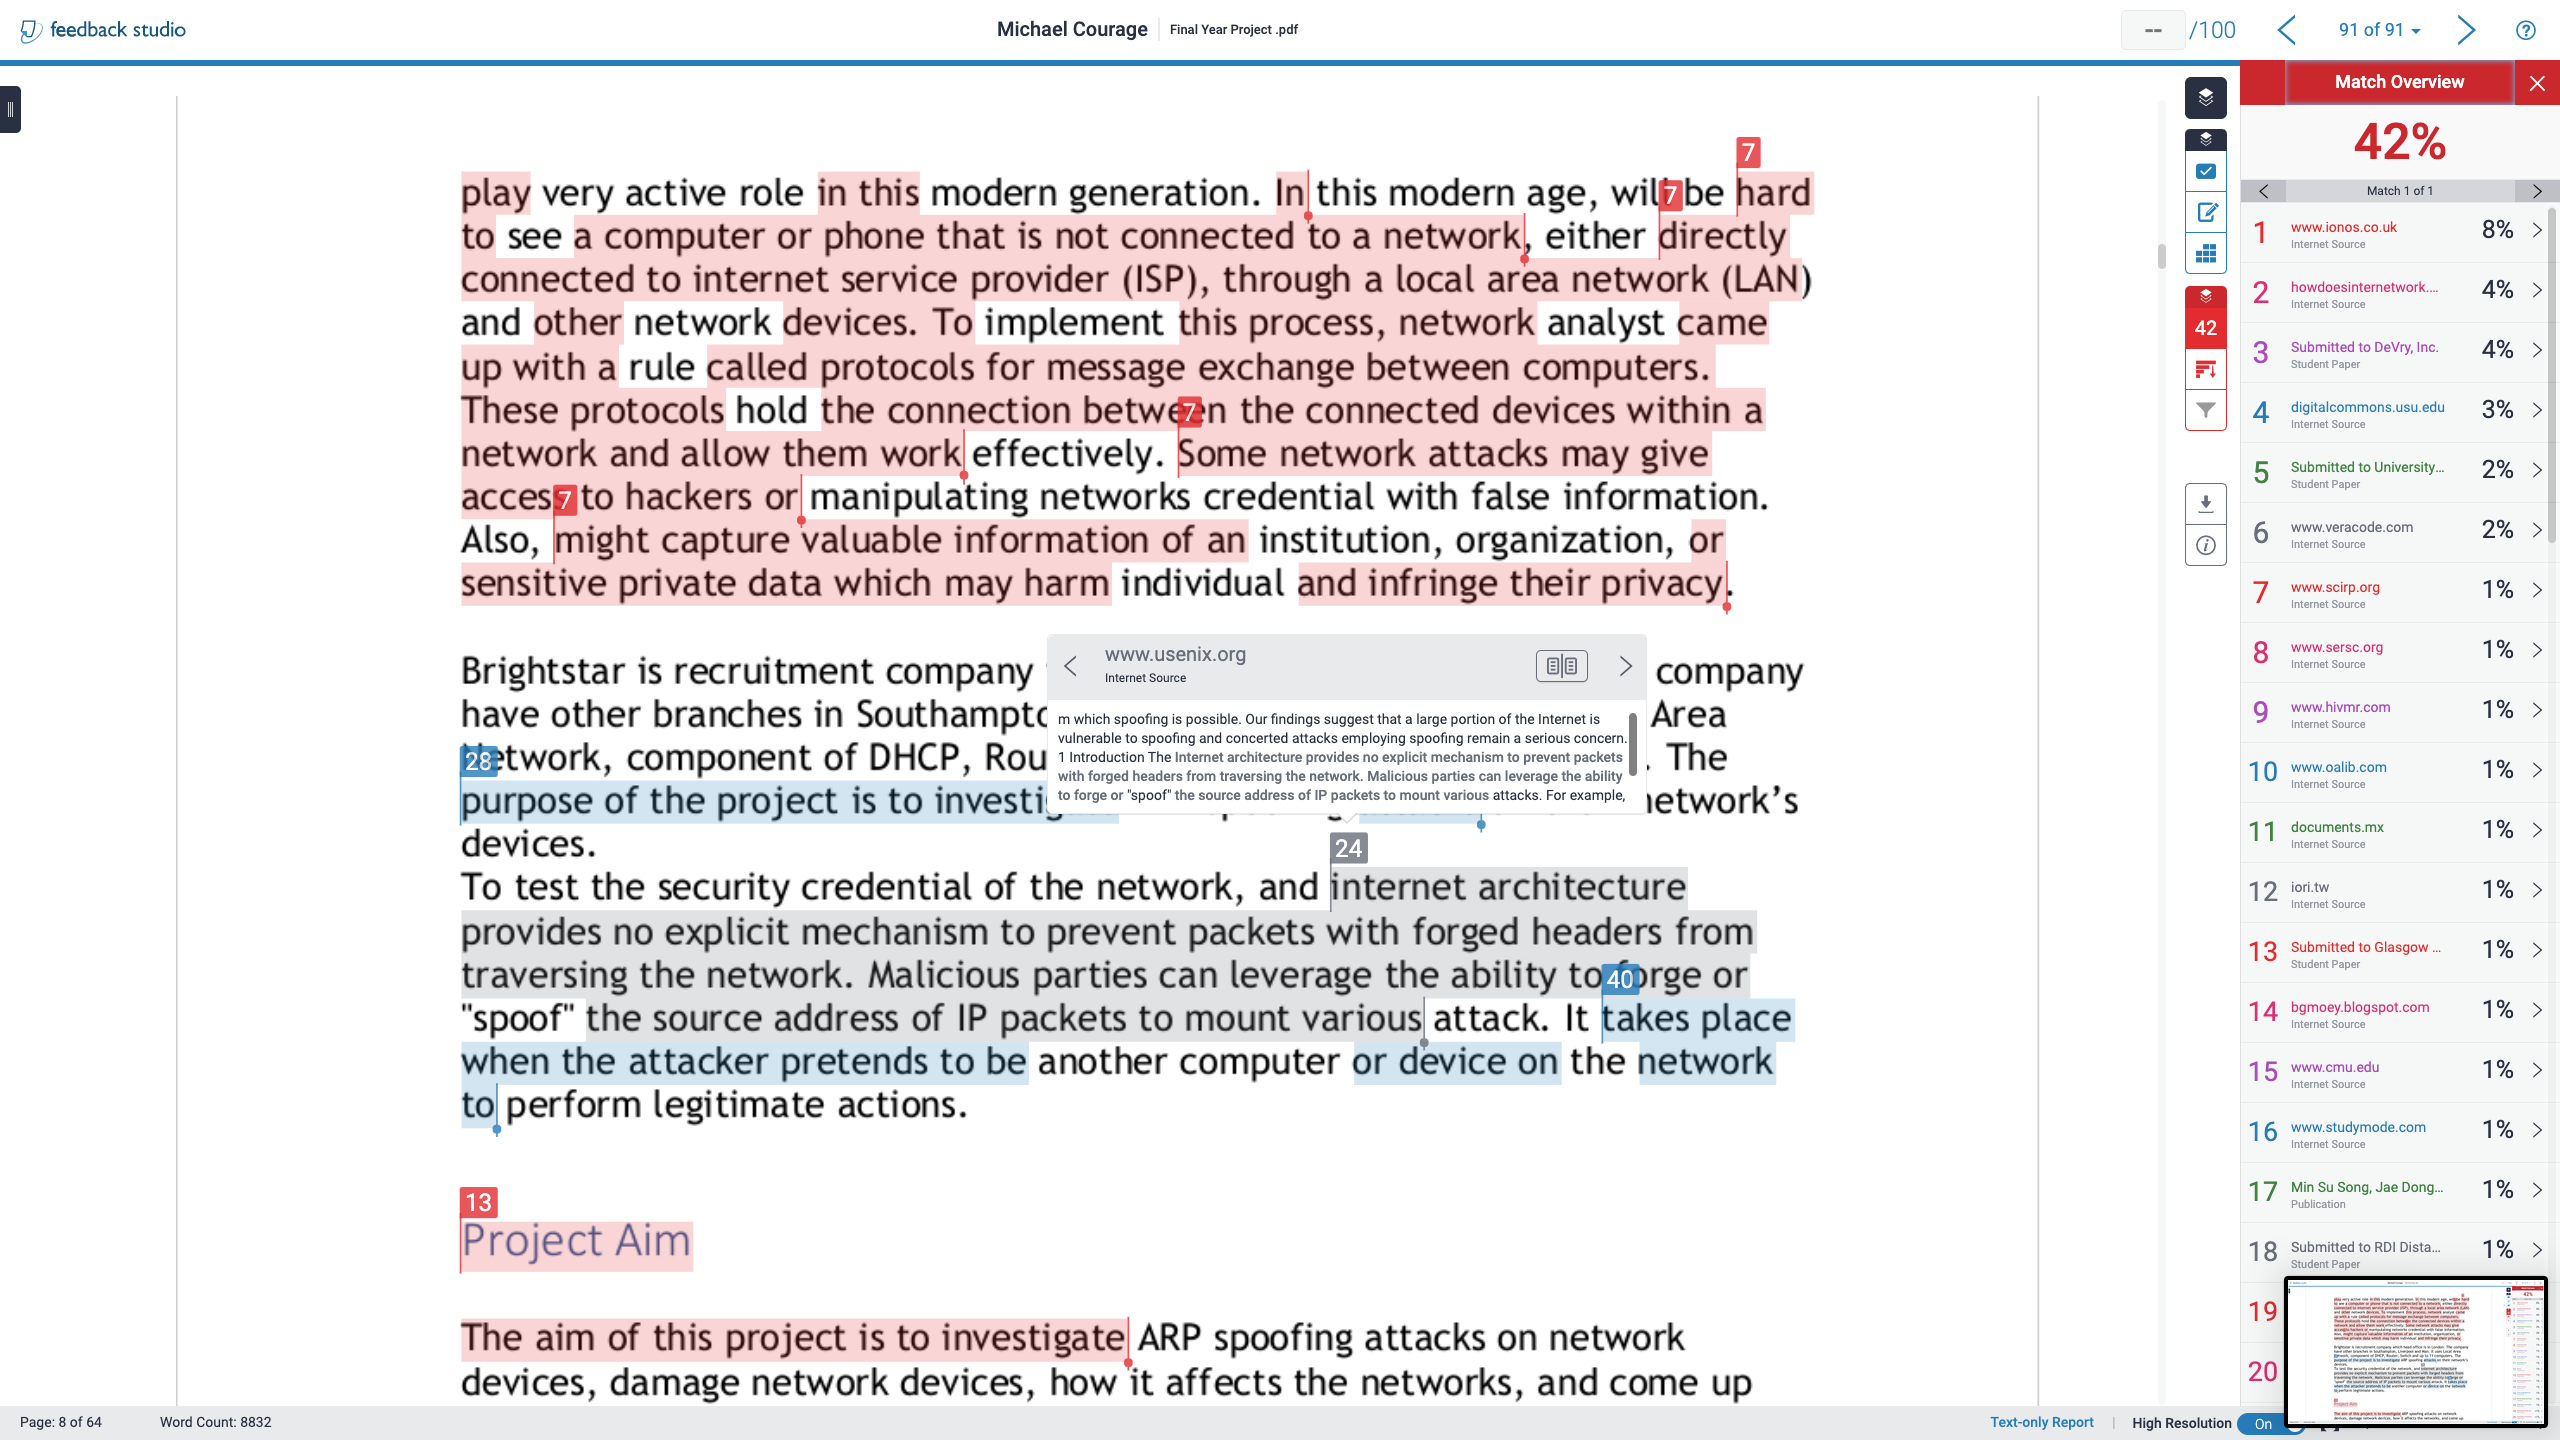 feedback studio
Michael Courage
Final Year Project .pdf
-- /100
91 of 91
play very active role in this modern generation. In this modern age, will be hard
to see a computer or phone that is not connected to a network, either directly
connected to internet service provider (ISP), through a local area network (LAN)
and other network devices. To implement this process, network analyst came
up with a rule called protocols for message exchange between computers.
These protocols hold the connection between the connected devices within a
network and allow them work effectively. Some network attacks may give
access to hackers or manipulating networks credential with false information.
Also, might capture valuable information of an institution, organization, or
sensitive private data which may harm individual and infringe their privacy.
7
7
7
7
Brightstar is recruitment company
company
have other branches in Southampto
Area
Network, component of DHCP, Rou
. The
purpose of the project is to investig
network's
devices.
28
www.usenix.org
Internet Source
m which spoofing is possible. Our findings suggest that a large portion of the Internet is
vulnerable to spoofing and concerted attacks employing spoofing remain a serious concern.
1 Introduction The Internet architecture provides no explicit mechanism to prevent packets
with forged headers from traversing the network. Malicious parties can leverage the ability
to forge or "spoof" the source address of IP packets to mount various attacks. For example,
24
To test the security credential of the network, and internet architecture
provides no explicit mechanism to prevent packets with forged headers from
traversing the network. Malicious parties can leverage the ability to forge or
40
"spoof" the source address of IP packets to mount various attack. It takes place
when the attacker pretends to be another computer or device on the network
to perform legitimate actions.
13
Project Aim
The aim of this project is to investigate ARP spoofing attacks on network
devices, damage network devices, how it affects the networks, and come up
42
Match Overview
42%
Match 1 of 1
1 www.ionos.co.uk 8%
Internet Source
2 howdoesinternetwork.... 4%
Internet Source
3 Submitted to DeVry, Inc. 4%
Student Paper
4 digitalcommons.usu.edu 3%
Internet Source
5 Submitted to University... 2%
Student Paper
6 www.veracode.com 2%
Internet Source
7 www.scirp.org 1%
Internet Source
8 www.sersc.org 1%
Internet Source
9 www.hivmr.com 1%
Internet Source
10 www.oalib.com 1%
Internet Source
11 documents.mx 1%
Internet Source
12 iori.tw 1%
Internet Source
13 Submitted to Glasgow ... 1%
Student Paper
14 bgmoey.blogspot.com 1%
Internet Source
15 www.cmu.edu 1%
Internet Source
16 www.studymode.com 1%
Internet Source
17 Min Su Song, Jae Dong... 1%
Publication
18 Submitted to RDI Dista... 1%
Student Paper
19
20
Page: 8 of 64
Word Count: 8832
Text-only Report
High Resolution
On